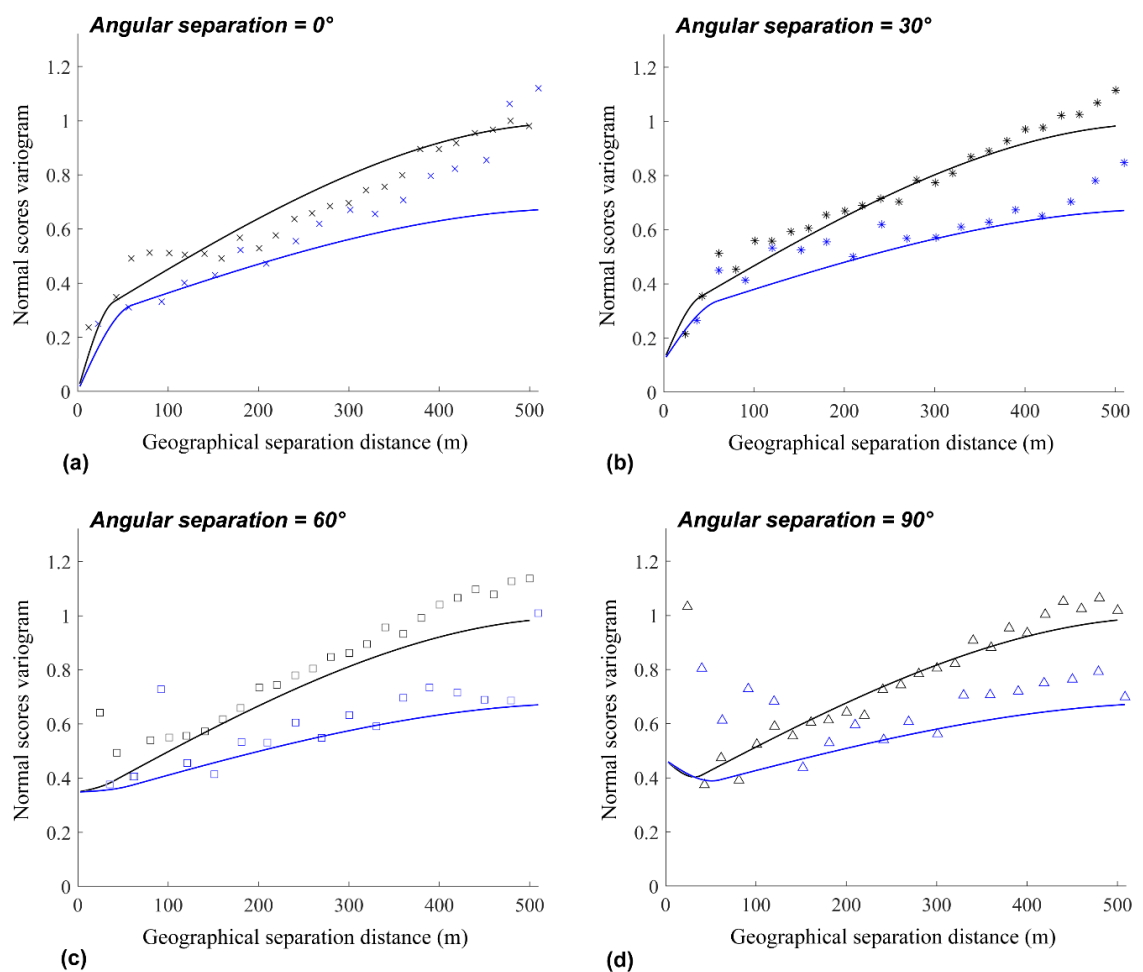 Angular separation = 0°
Normal scores variogram
1.2
1
0.8
0.6
0.4
0.2
0
0 100 200 300 400 500
Geographical separation distance (m)
(a)
Angular separation = 30°
Normal scores variogram
1.2
1
0.8
0.6
0.4
0.2
0
0 100 200 300 400 500
Geographical separation distance (m)
(b)
Angular separation = 60°
Normal scores variogram
1.2
1
0.8
0.6
0.4
0.2
0
0 100 200 300 400 500
Geographical separation distance (m)
(c)
Angular separation = 90°
Normal scores variogram
1.2
1
0.8
0.6
0.4
0.2
0
0 100 200 300 400 500
Geographical separation distance (m)
(d)